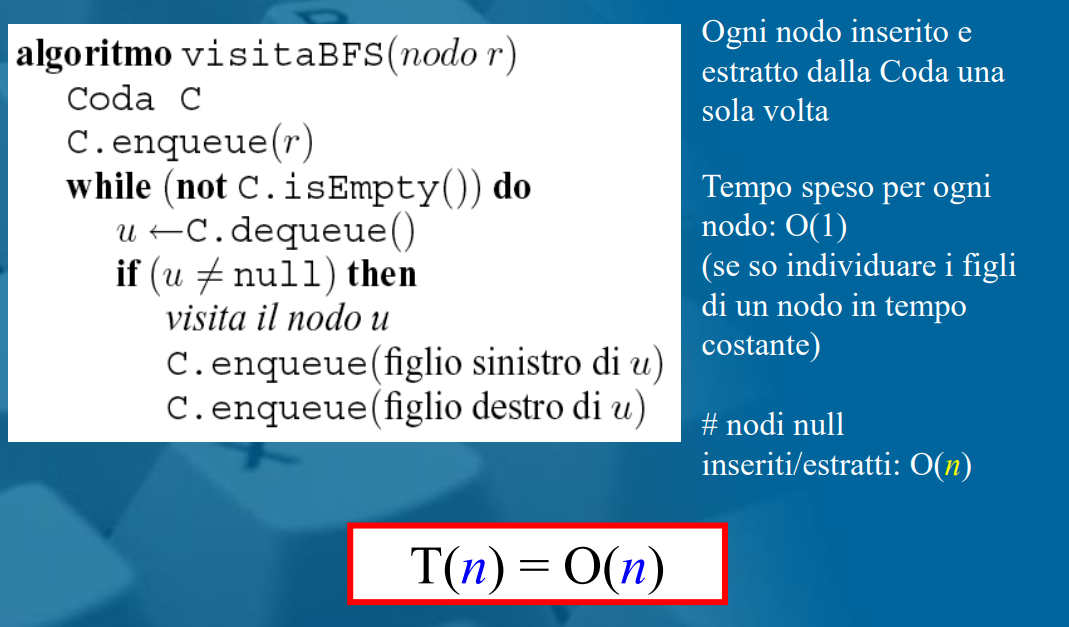 algoritmo visitaBFS(nodo r)
Coda C
C.enqueue(r)
while (not C.isEmpty()) do
u ←C.dequeue()
if (u ≠ null) then
visita il nodo u
C.enqueue(figlio sinistro di u)
C.enqueue(figlio destro di u)
Ogni nodo inserito e
estratto dalla Coda una
sola volta
Tempo speso per ogni
nodo: O(1)
(se so individuare i figli
di un nodo in tempo
costante)
# nodi null
inseriti/estratti: O(n)
T(n) = O(n)